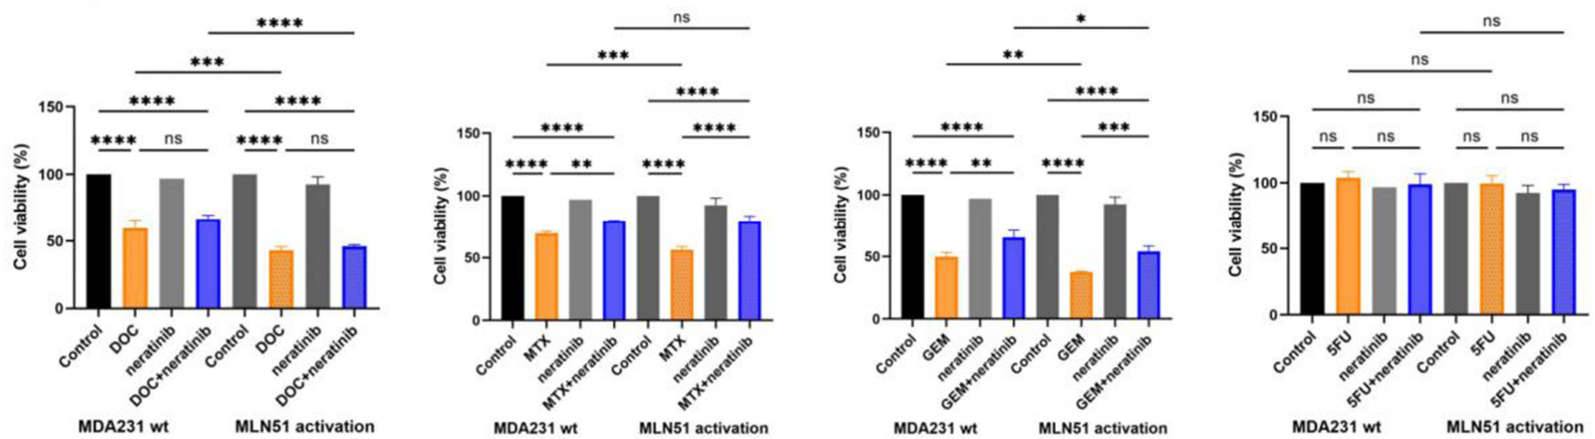 ****
***
****
****
****
ns
****
ns
Cell viability (%)
150
100
50
0
Control
DOC
neratinib
DOC+neratinib
Control
DOC
neratinib
DOC+neratinib
MDA231 wt
MLN51 activation
ns
***
****
****
****
****
**
****
Cell viability (%)
150
100
50
0
Control
MTX
neratinib
MTX+neratinib
Control
MTX
neratinib
MTX+neratinib
MDA231 wt
MLN51 activation
*
**
****
****
***
****
**
****
Cell viability (%)
150
100
50
0
Control
GEM
neratinib
GEM+neratinib
Control
GEM
neratinib
GEM+neratinib
MDA231 wt
MLN51 activation
ns
ns
ns
ns
ns
ns
ns
ns
Cell viability (%)
150
100
50
0
Control
5FU
neratinib
5FU+neratinib
Control
5FU
neratinib
5FU+neratinib
MDA231 wt
MLN51 activation